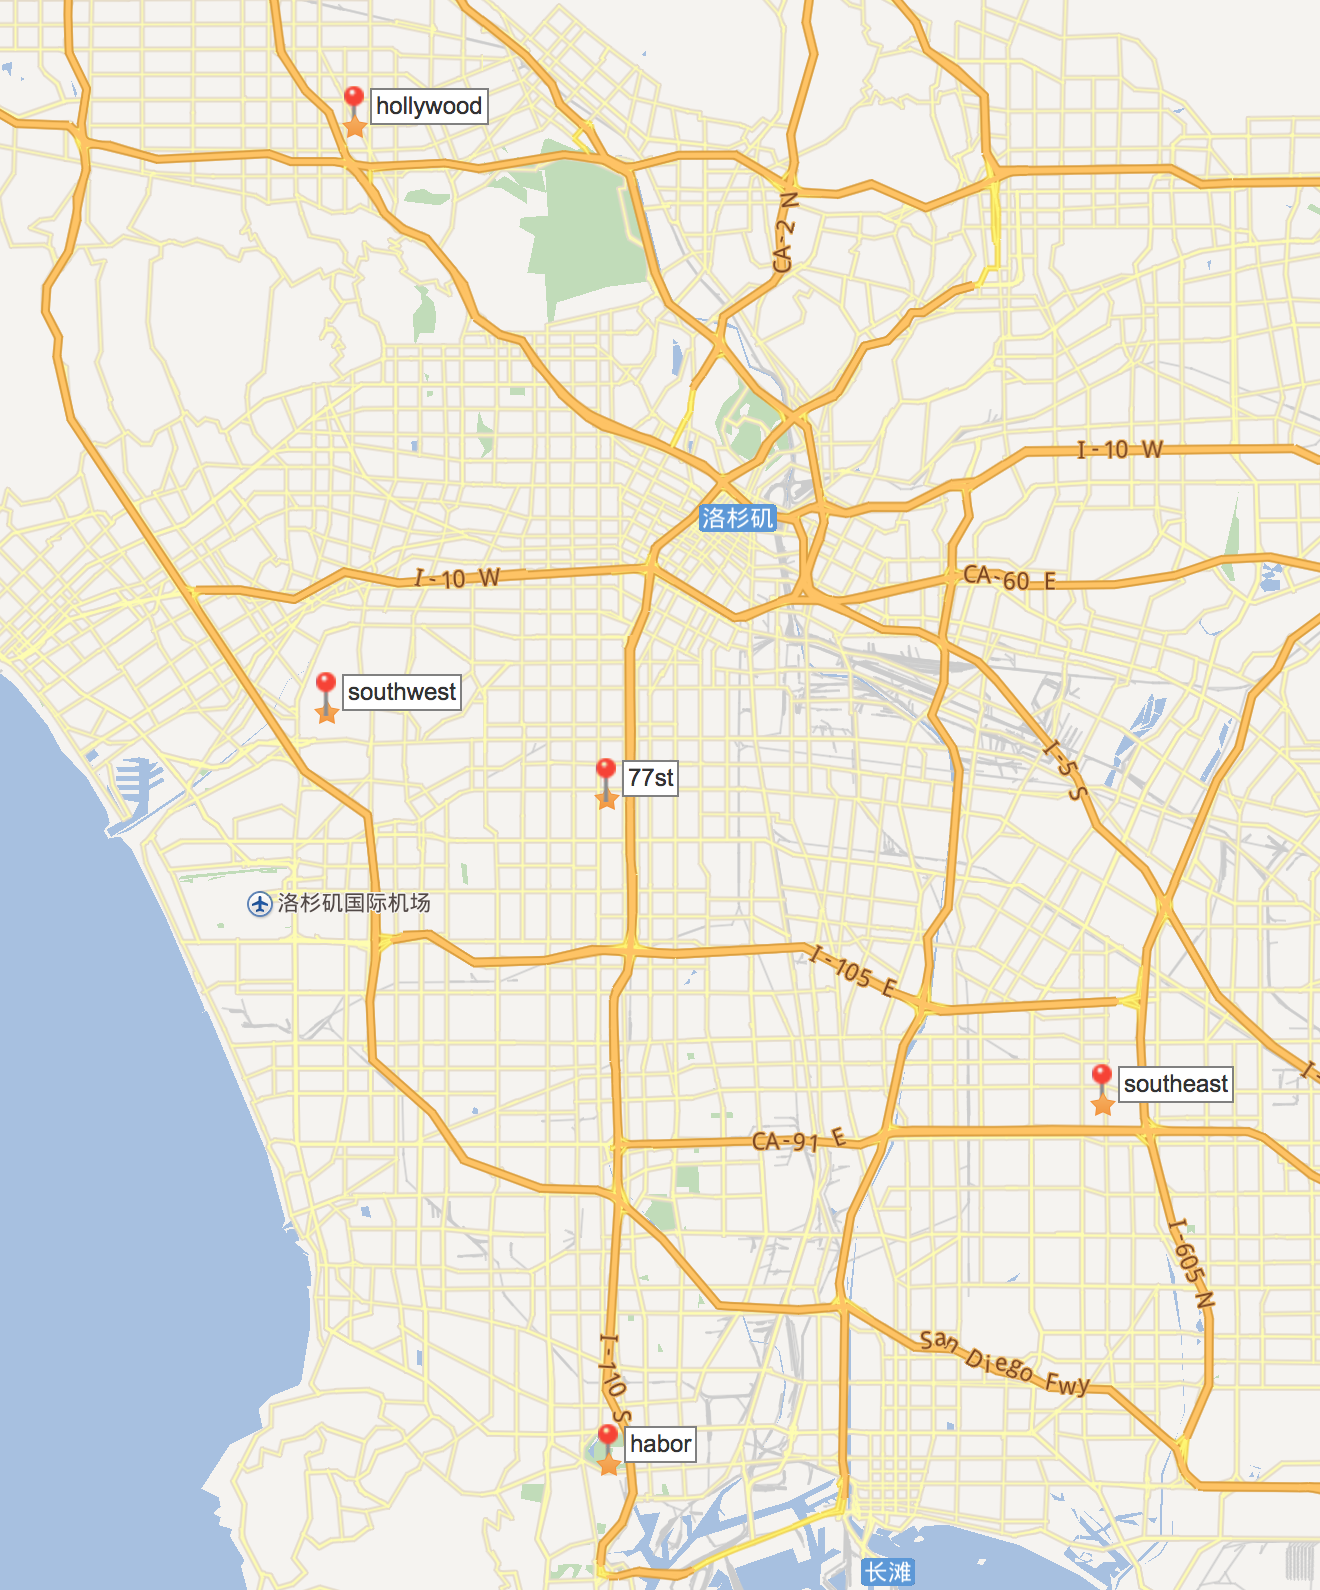 hollywood
CA-2 N
I-10 W
洛杉矶
I-10 W
CA-60 E
southwest
77st
I-5 S
洛杉矶国际机场
I-105 E
I-
southeast
CA-91 E
I-605 N
San Diego Fwy
I-110 S
habor
长滩